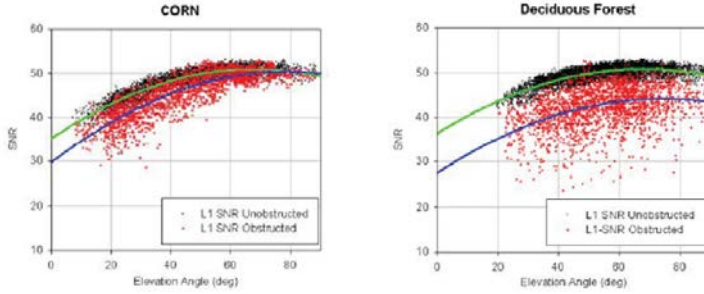 CORN
60
50
40
30
20
10
SNR
L1 SNR Unobstructed
L1 SNR Obstructed
0 20 40 60 80
Elevation Angle (deg)
Deciduous Forest
60
50
40
30
20
10
SNR
L1 SNR Unobstructed
L1-SNR Obstructed
0 20 40 60 80
Elevation Angle (deg)